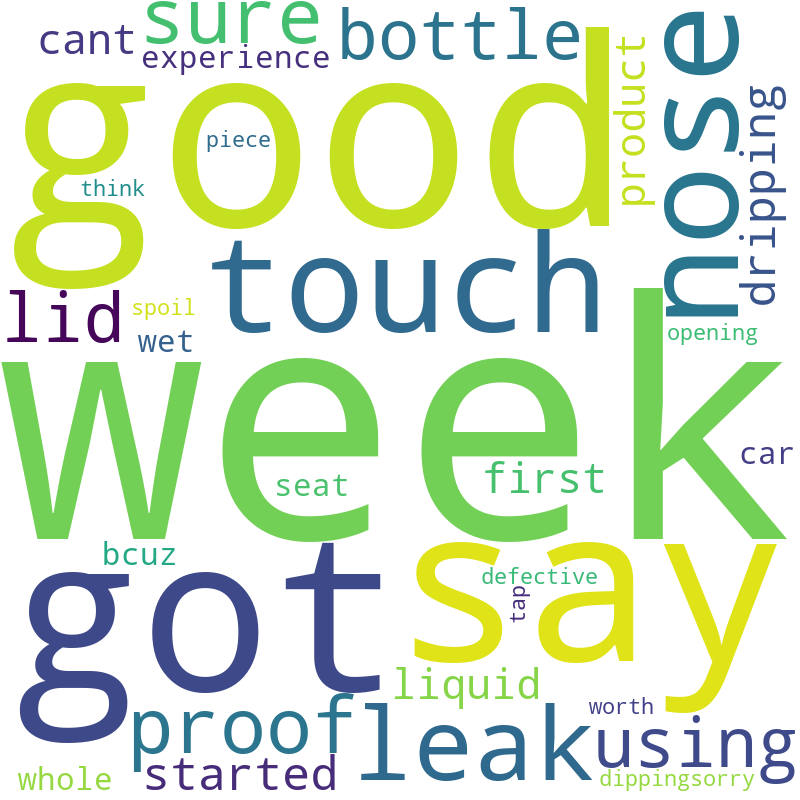 sure
cant
bottle
experience
good
nose
product
piece
dripping
think
touch
lid
spoil
wet
opening
week
car
seat
first
bcuz
got
say
defective
tap
liquid
proof
leak
worth
using
started
whole
dippingsorry